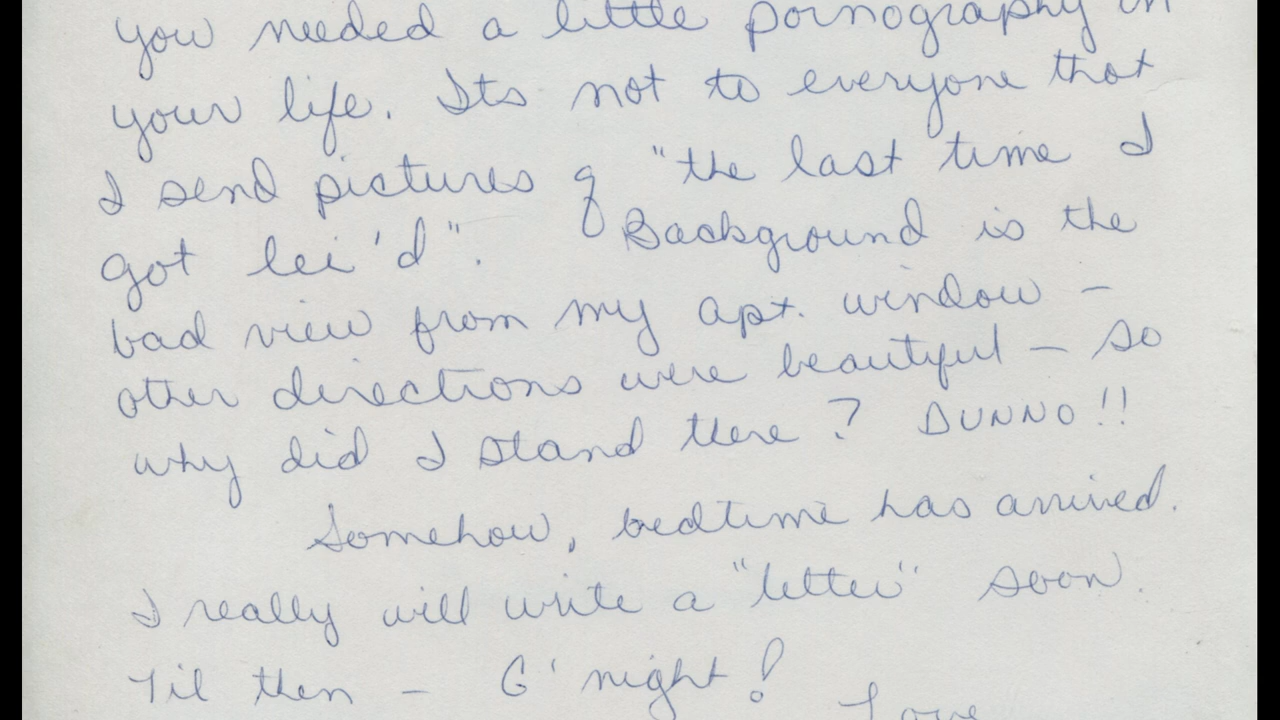 you needed a little pornography in
your life. Its not to everyone that
I send pictures of "the last time I
got lei'd". Background is the
bad view from my apt. window –
other directions were beautiful – so
why did I stand there? DUNNO!!
Somehow, bedtime has arrived.
I really will write a "letter" soon.
Til then – G'night!
Love